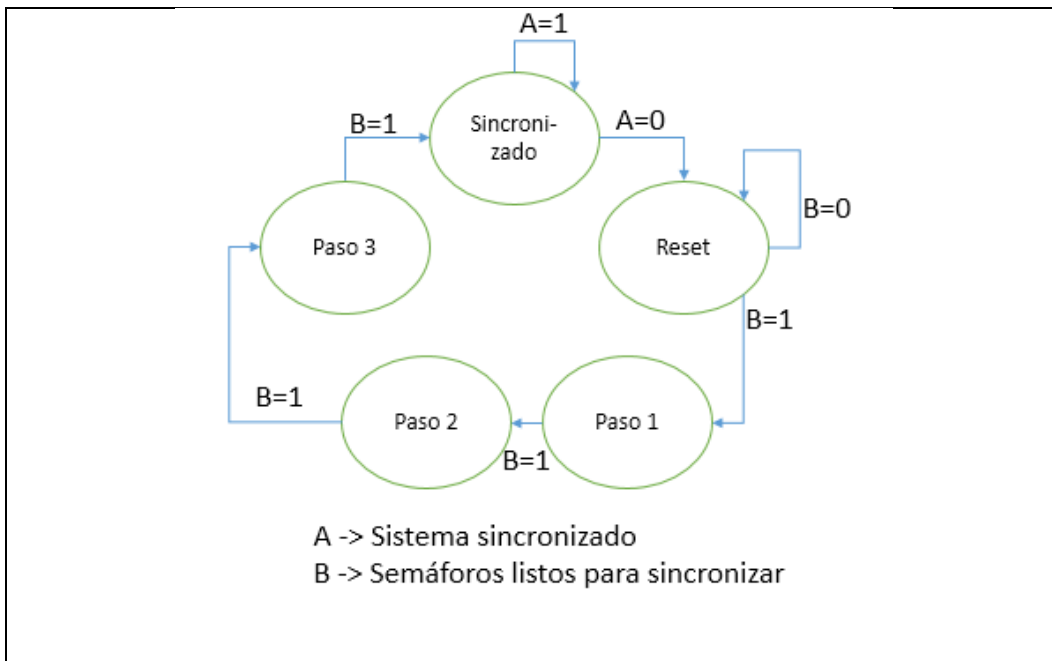 A=1
Sincroni-
zado
A=0
B=1
B=0
Reset
Paso 3
B=1
B=1
Paso 2
Paso 1
B=1
A -> Sistema sincronizado
B -> Semáforos listos para sincronizar